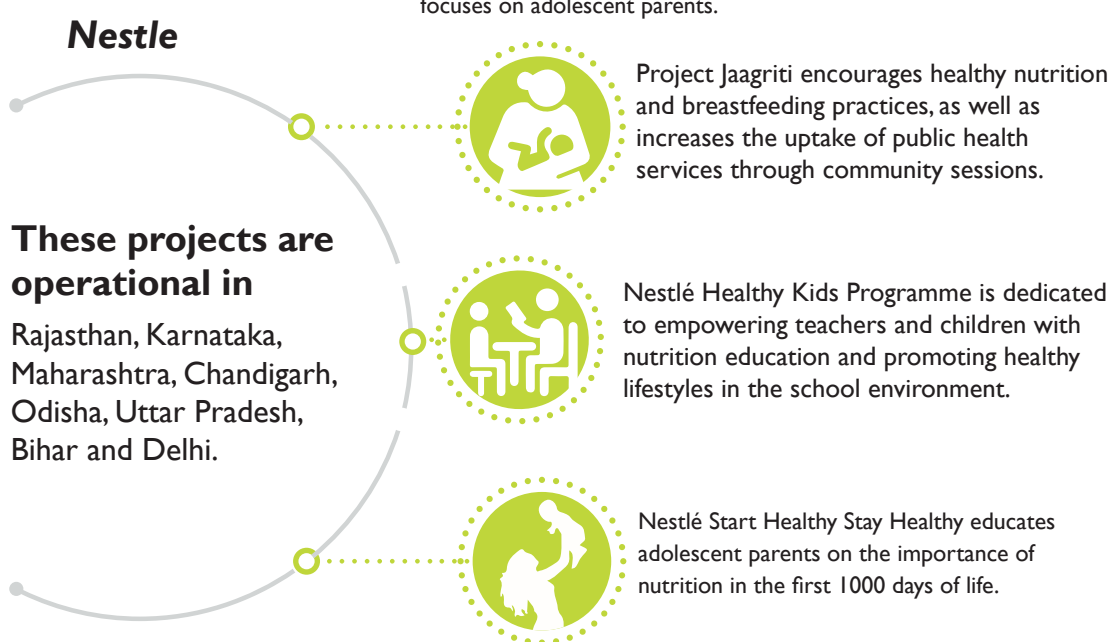 focuses on adolescent parents.
Nestle
Project Jaagriti encourages healthy nutrition
and breastfeeding practices, as well as
increases the uptake of public health
services through community sessions.
These projects are
operational in
Rajasthan, Karnataka,
Maharashtra, Chandigarh,
Odisha, Uttar Pradesh,
Bihar and Delhi.
Nestlé Healthy Kids Programme is dedicated
to empowering teachers and children with
nutrition education and promoting healthy
lifestyles in the school environment.
Nestlé Start Healthy Stay Healthy educates
adolescent parents on the importance of
nutrition in the first 1000 days of life.